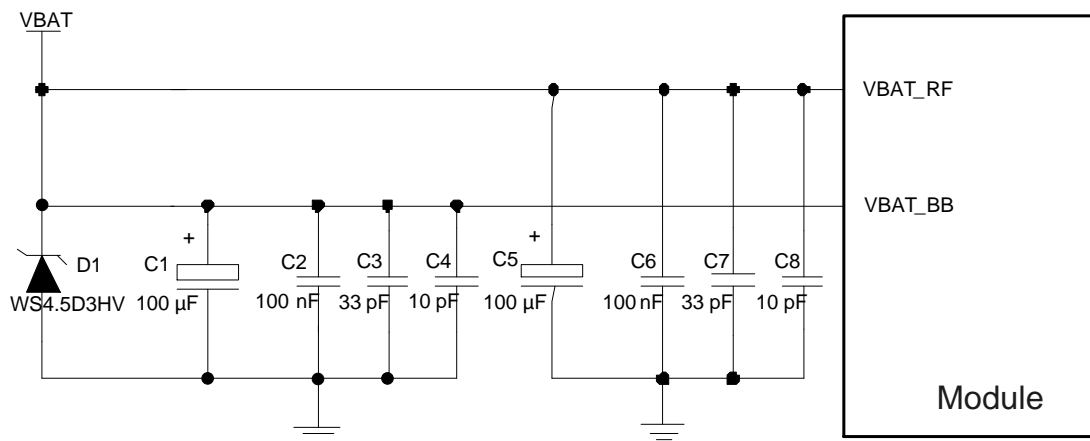 VBAT
VBAT_RF
VBAT_BB
+
+
D1
C1
C2
C3
C4
C5
C6
C7
C8
WS4.5D3HV
100 µF
100 nF
33 pF
10 pF
100 µF
100 nF
33 pF
10 pF
Module